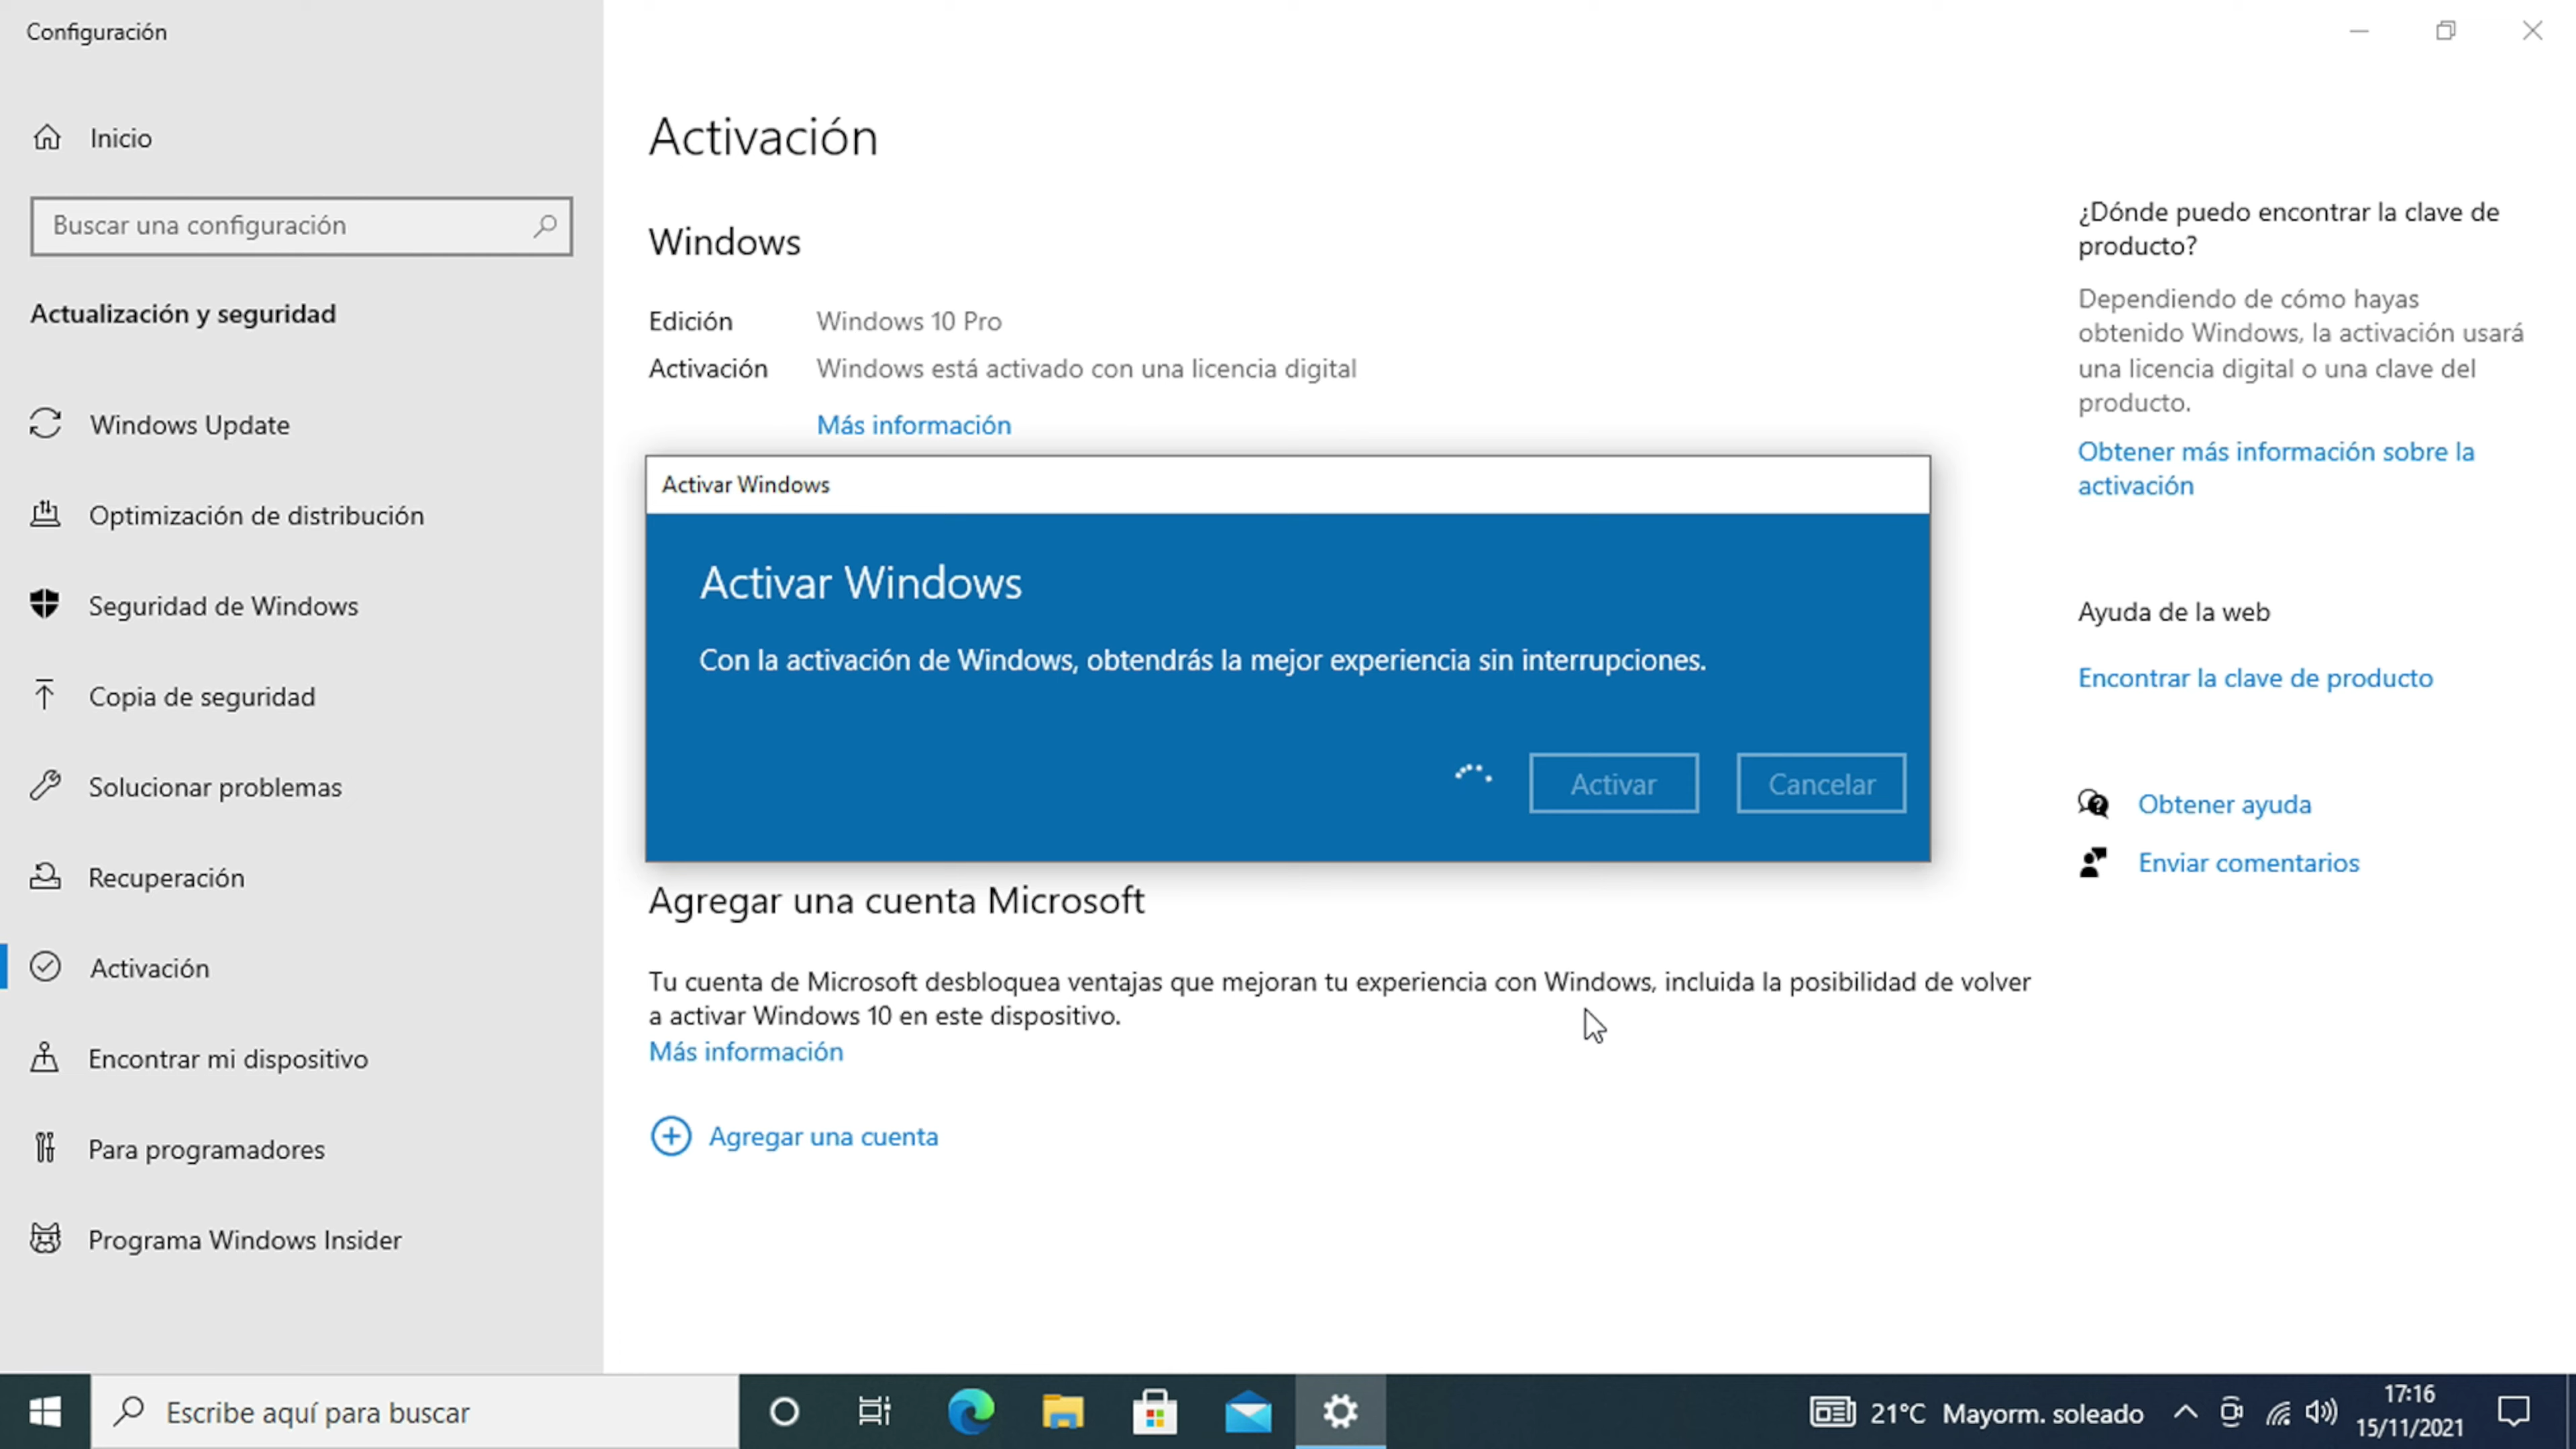 Configuración
Inicio
Buscar una configuración
Actualización y seguridad
Windows Update
Optimización de distribución
Seguridad de Windows
Copia de seguridad
Solucionar problemas
Recuperación
Activación
Encontrar mi dispositivo
Para programadores
Programa Windows Insider
Activación
Windows
Edición Windows 10 Pro
Activación Windows está activado con una licencia digital
Más información
Activar Windows
Activar Windows
Con la activación de Windows, obtendrás la mejor experiencia sin interrupciones.
Activar Cancelar
Agregar una cuenta Microsoft
Tu cuenta de Microsoft desbloquea ventajas que mejoran tu experiencia con Windows, incluida la posibilidad de volver
a activar Windows 10 en este dispositivo.
Más información
Agregar una cuenta
¿Dónde puedo encontrar la clave de
producto?
Dependiendo de cómo hayas
obtenido Windows, la activación usará
una licencia digital o una clave del
producto.
Obtener más información sobre la
activación
Ayuda de la web
Encontrar la clave de producto
Obtener ayuda
Enviar comentarios
Escribe aquí para buscar
21°C Mayorm. soleado
17:16
15/11/2021